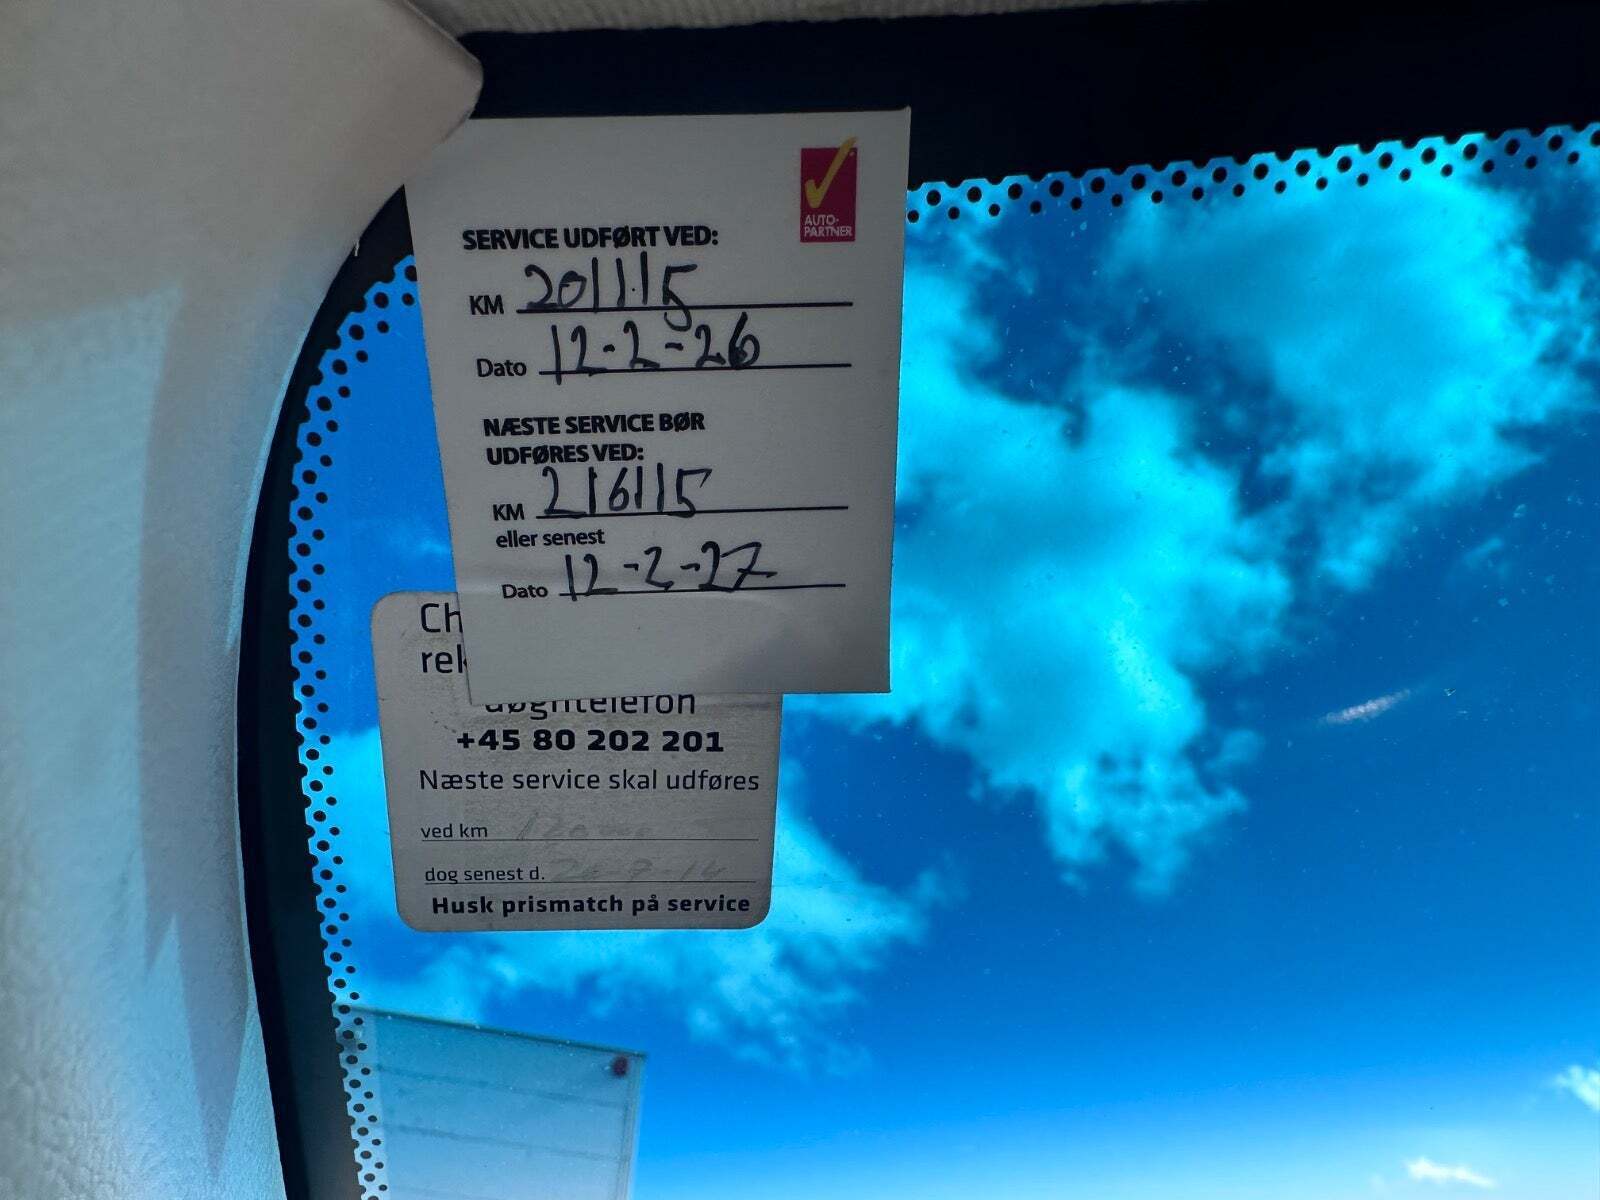 AUTO-
PARTNER
SERVICE UDFØRT VED:
KM 201115
Dato 12-2-26
NÆSTE SERVICE BØR
UDFØRES VED:
KM 216115
eller senest
Dato 12-2-27
døgntelefon
+45 80 202 201
Næste service skal udføres
ved km
dog senest d.
Husk prismatch på service